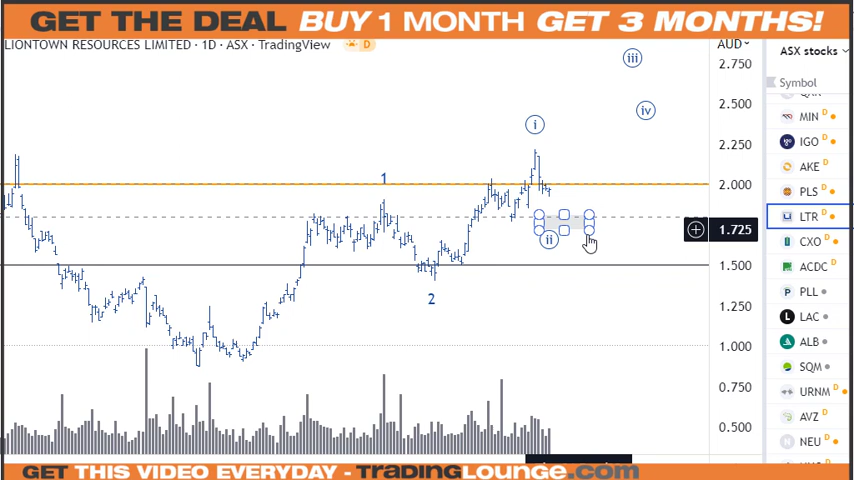 GET THE DEAL BUY 1 MONTH GET 3 MONTHS!
LIONTOWN RESOURCES LIMITED · 1D · ASX · TradingView
D
AUD
ASX stocks
Symbol
iii
2.750
2.500
iv
MIN D
i
2.250
IGO D
AKE D
1
2.000
PLS D
LTR D
1.725
ii
CXO D
1.500
ACDC D
2
PLL
1.250
LAC
1.000
ALB
SQM
0.750
URNM D
AVZ
0.500
NEU D
GET THIS VIDEO EVERYDAY - TradingLounge.com